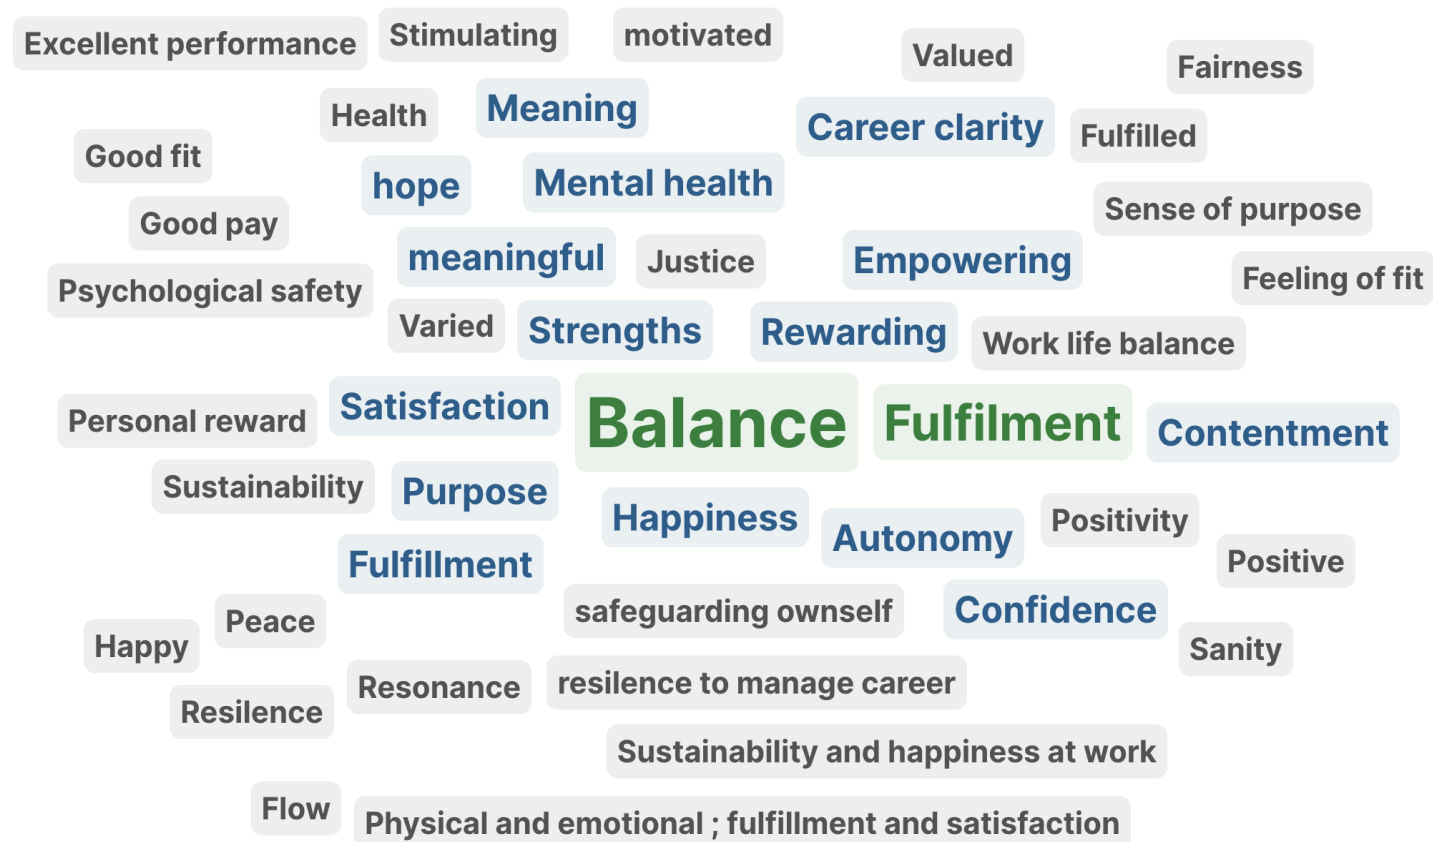 Excellent performance
Stimulating
motivated
Valued
Fairness
Health
Meaning
Career clarity
Fulfilled
Good fit
hope
Mental health
Sense of purpose
Good pay
meaningful
Justice
Empowering
Feeling of fit
Psychological safety
Varied
Strengths
Rewarding
Work life balance
Personal reward
Satisfaction
Balance
Fulfilment
Contentment
Sustainability
Purpose
Happiness
Autonomy
Positivity
Positive
Fulfillment
safeguarding ownself
Confidence
Peace
Happy
Sanity
Resonance
resilence to manage career
Resilence
Sustainability and happiness at work
Flow
Physical and emotional ; fulfillment and satisfaction